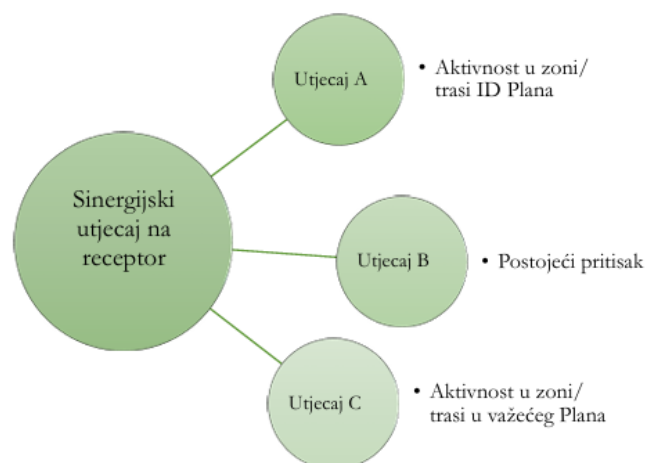 Sinergijski
utjecaj na
receptor
Utjecaj A
• Aktivnost u zoni/
trasi ID Plana
Utjecaj B
• Postojeći pritisak
Utjecaj C
• Aktivnost u zoni/
trasi u važećeg Plana